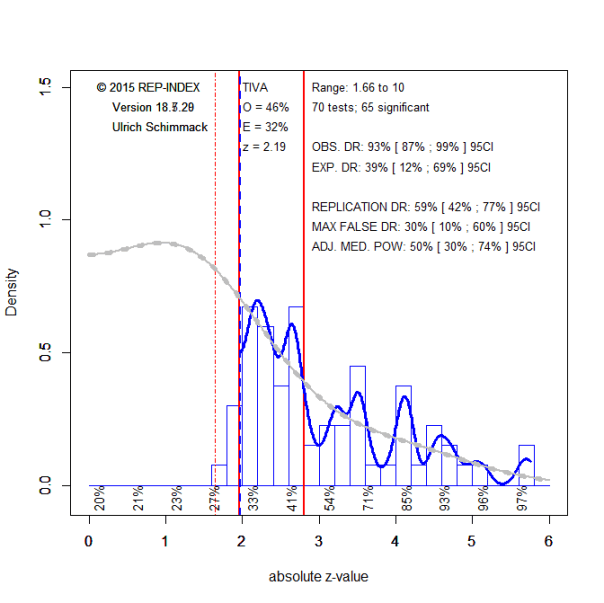 © 2015 REP-INDEX
Ulrich Schimmack
Version
TIVA
O = 46%
E = 32%
z = 2.19
Range: 1.66 to 10
70 tests; 65 significant
OBS. DR: 93% [ 87% ; 99% ] 95CI
EXP. DR: 39% [ 12% ; 69% ] 95CI
REPLICATION DR: 59% [ 42% ; 77% ] 95CI
MAX FALSE DR: 30% [ 10% ; 60% ] 95CI
ADJ. MED. POW: 50% [ 30% ; 74% ] 95CI
Density
1.5
1.0
0.5
0.0
20% 21% 23% 27% 33% 41% 54% 71% 85% 93% 96% 97%
0 1 2 3 4 5 6
absolute z-value